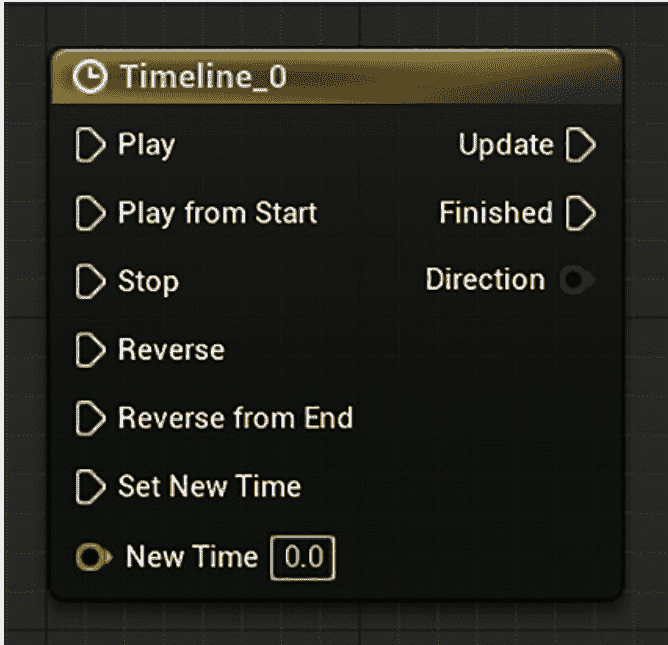 Timeline_0
Play Update
Play from Start Finished
Stop Direction
Reverse
Reverse from End
Set New Time
New Time 0.0